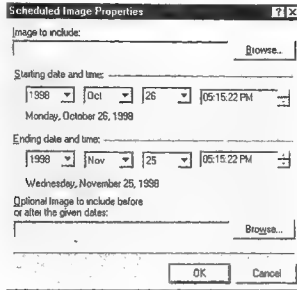 Scheduled Image Properties
Image to include:
Browse...
Starting date and time:
1998 Oct 26 05:15:22 PM
Monday, October 26, 1998
Ending date and time:
1998 Nov 25 05:15:22 PM
Wednesday, November 25, 1998
Optional Image to include before
or after the given dates:
Browse...
OK Cancel